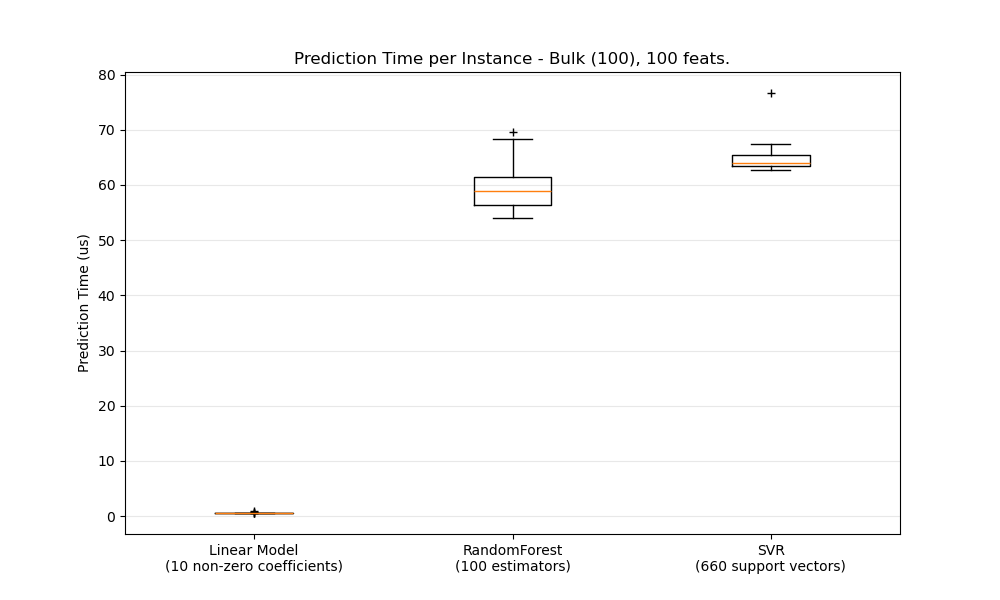 Prediction Time per Instance - Bulk (100), 100 feats.
Prediction Time (us)
80
70
60
50
40
30
20
10
0
Linear Model
(10 non-zero coefficients)
RandomForest
(100 estimators)
SVR
(660 support vectors)